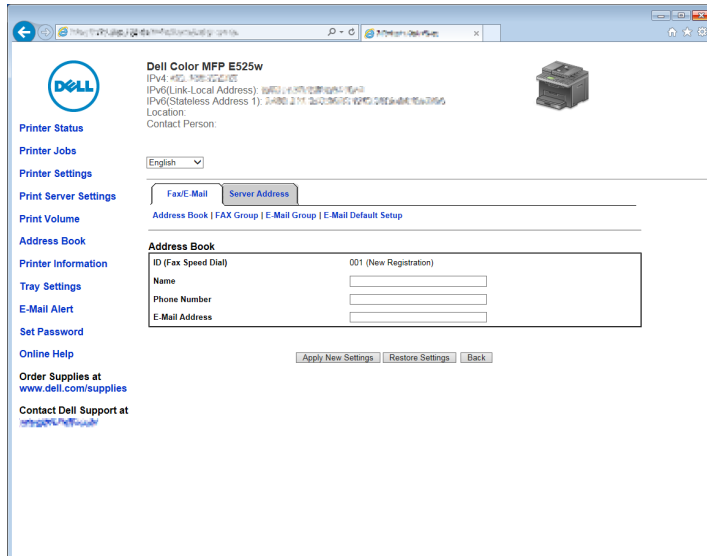 DELL
Dell Color MFP E525w
IPv4:
IPv6(Link-Local Address):
IPv6(Stateless Address 1):
Location:
Contact Person:
Printer Status
Printer Jobs
Printer Settings
Print Server Settings
Print Volume
Address Book
Printer Information
Tray Settings
E-Mail Alert
Set Password
Online Help
Order Supplies at
www.dell.com/supplies
Contact Dell Support at
English
Fax/E-Mail Server Address
Address Book | FAX Group | E-Mail Group | E-Mail Default Setup
Address Book
ID (Fax Speed Dial) 001 (New Registration)
Name
Phone Number
E-Mail Address
Apply New Settings Restore Settings Back